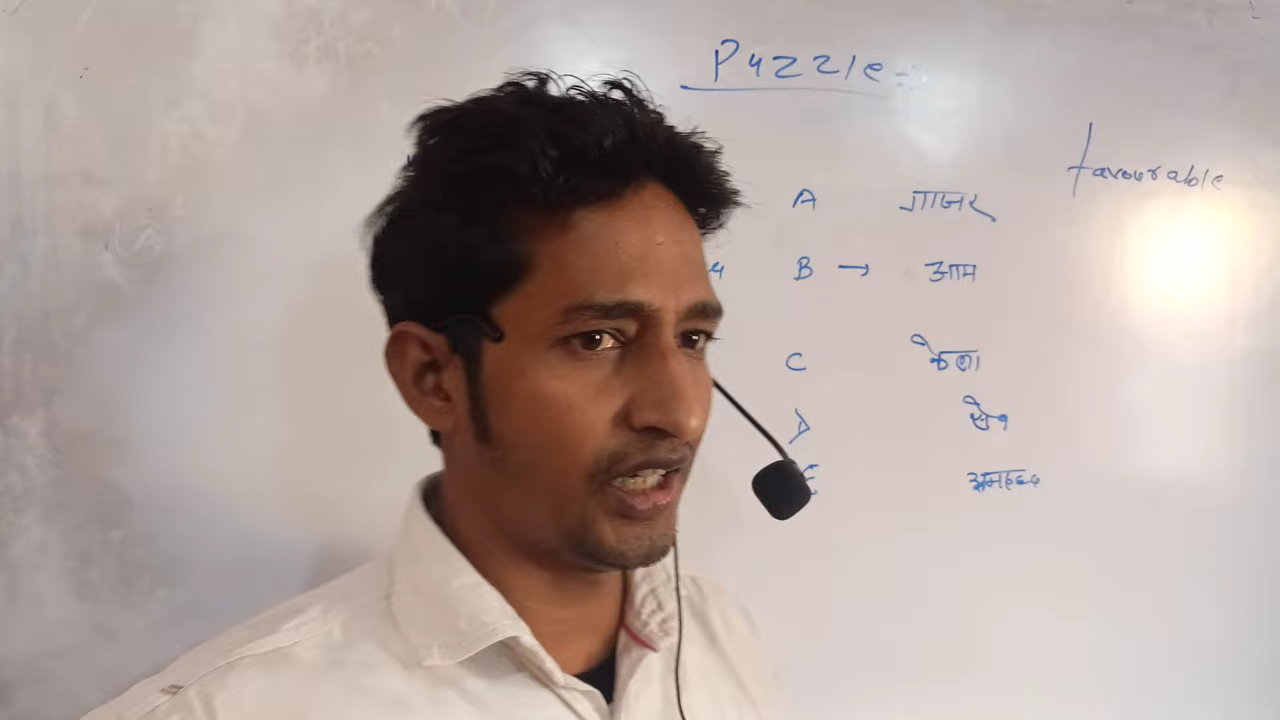 Puzzle
favourable
A गाजर
B → आम
C केला
D सेव
E अमरूद